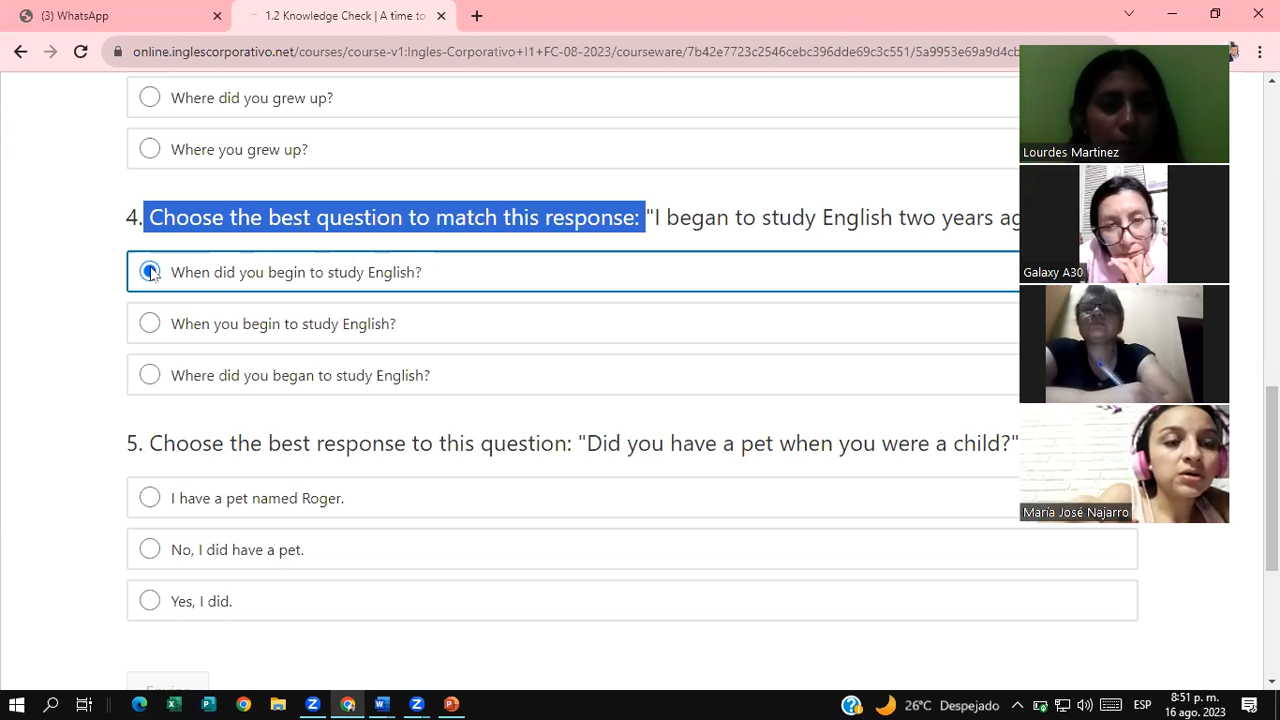 (3) WhatsApp
1.2 Knowledge Check | A time to
online.inglescorporativo.net/courses/course-v1:Ingles-Corporativo+I1+FC-08-2023/courseware/7b42e7723c2546cebc396dde69c3c551/5a9953e69a9d4cb
Where did you grew up?
Where you grew up?
4. Choose the best question to match this response: "I began to study English two years ag
When did you begin to study English?
When you begin to study English?
Where did you began to study English?
5. Choose the best response to this question: "Did you have a pet when you were a child?"
I have a pet named Roger.
No, I did have a pet.
Yes, I did.
Lourdes Martinez
Galaxy A30
María José Najarro
26°C Despejado
ESP
8:51 p. m.
16 ago. 2023